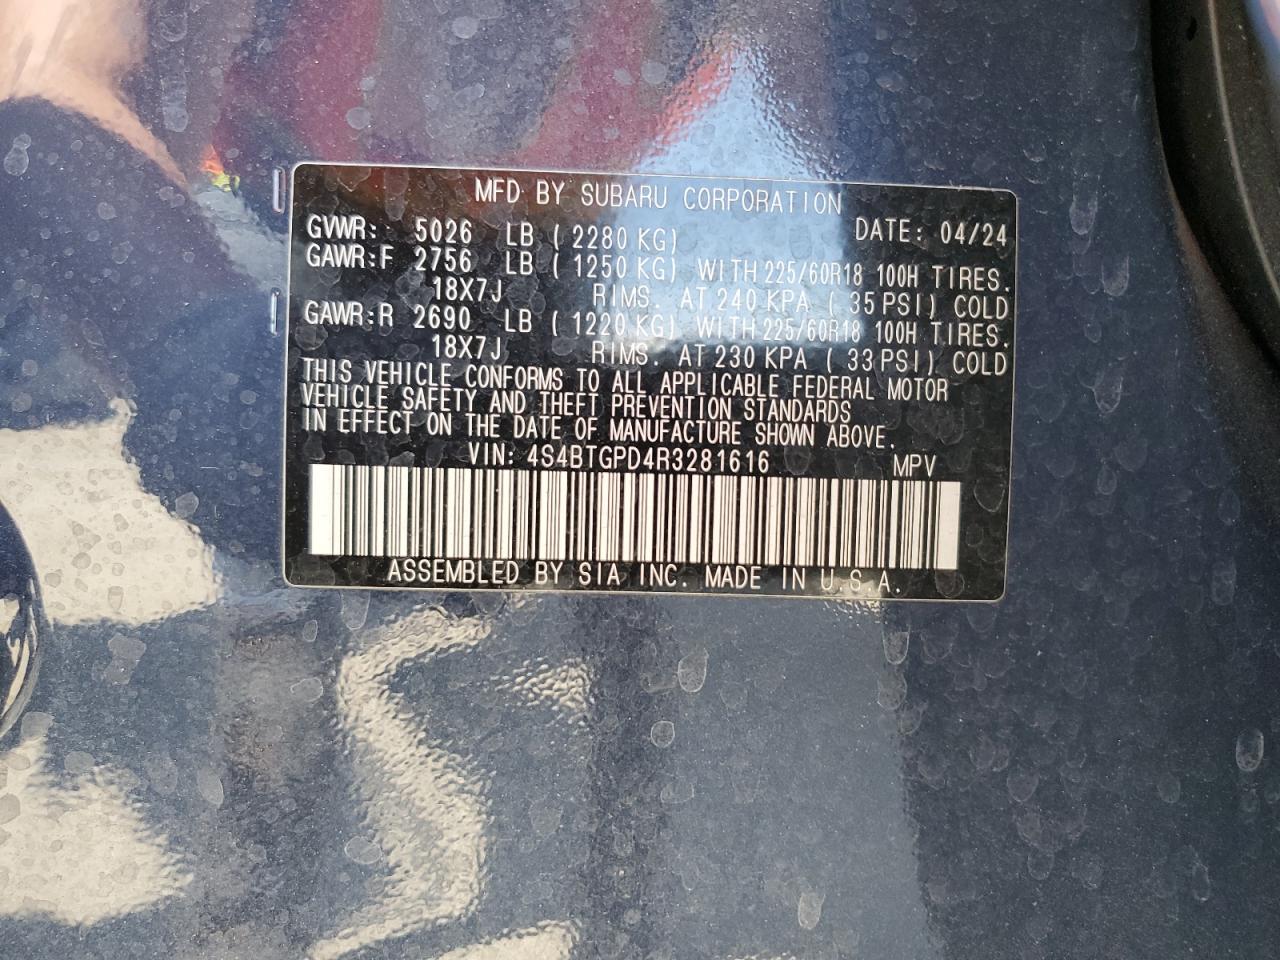 MFD BY SUBARU CORPORATION
GVWR: 5026 LB ( 2280 KG) DATE: 04/24
GAWR:F 2756 LB ( 1250 KG) WITH 225/60R18 100H TIRES.
18X7J RIMS. AT 240 KPA ( 35 PSI) COLD
GAWR:R 2690 LB ( 1220 KG) WITH 225/60R18 100H TIRES.
18X7J RIMS. AT 230 KPA ( 33 PSI) COLD
THIS VEHICLE CONFORMS TO ALL APPLICABLE FEDERAL MOTOR
VEHICLE SAFETY AND THEFT PREVENTION STANDARDS
IN EFFECT ON THE DATE OF MANUFACTURE SHOWN ABOVE.
VIN: 4S4BTGPD4R3281616 MPV
ASSEMBLED BY SIA INC. MADE IN U.S.A.